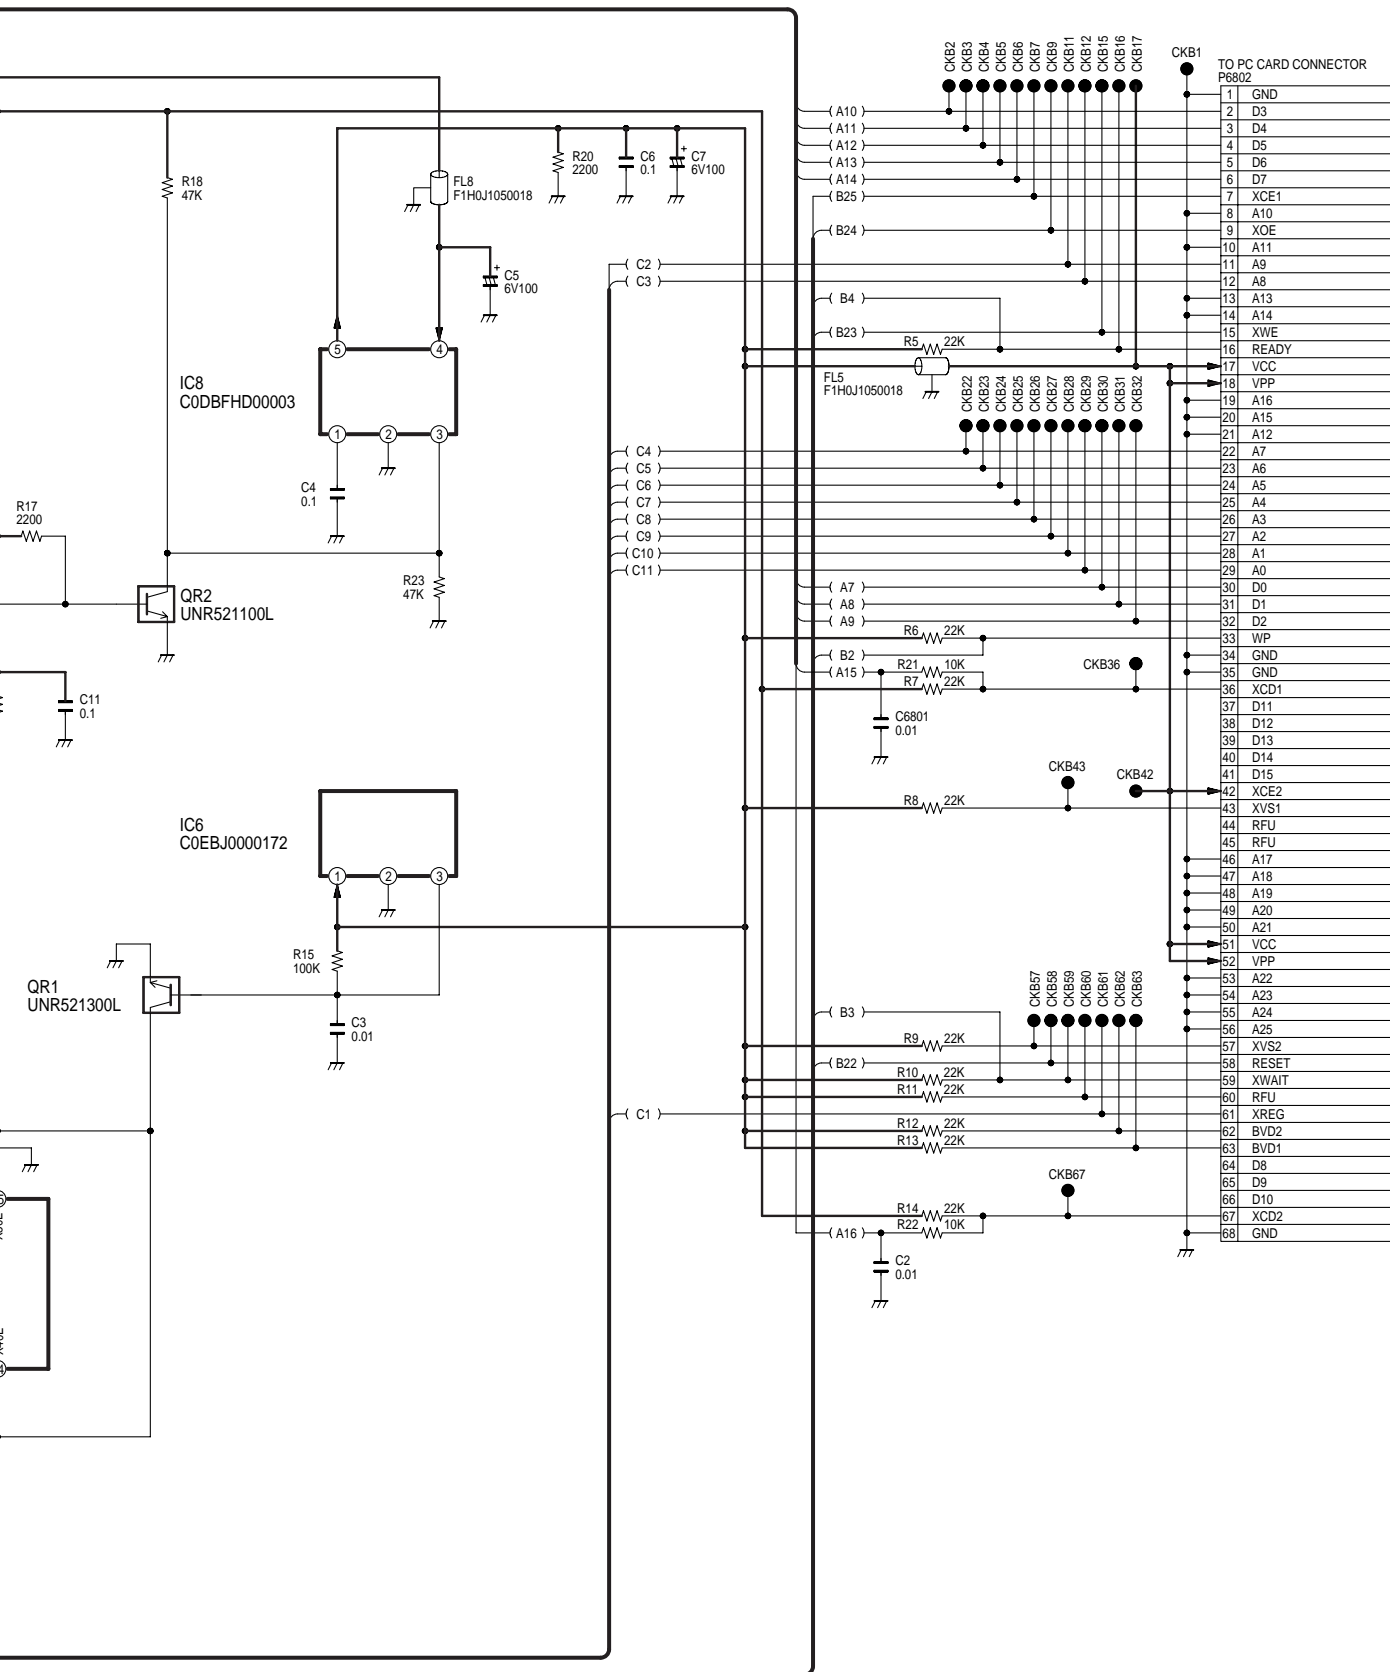 CKB2
CKB3
CKB4
CKB5
CKB6
CKB7
CKB9
CKB11
CKB12
CKB15
CKB16
CKB17
CKB1
TO PC CARD CONNECTOR
P6802
1 GND
2 D3
3 D4
4 D5
5 D6
6 D7
7 XCE1
8 A10
9 XOE
10 A11
11 A9
12 A8
13 A13
14 A14
15 XWE
16 READY
17 VCC
18 VPP
19 A16
20 A15
21 A12
22 A7
23 A6
24 A5
25 A4
26 A3
27 A2
28 A1
29 A0
30 D0
31 D1
32 D2
33 WP
34 GND
35 GND
36 XCD1
37 D11
38 D12
39 D13
40 D14
41 D15
42 XCE2
43 XVS1
44 RFU
45 RFU
46 A17
47 A18
48 A19
49 A20
50 A21
51 VCC
52 VPP
53 A22
54 A23
55 A24
56 A25
57 XVS2
58 RESET
59 XWAIT
60 RFU
61 XREG
62 BVD2
63 BVD1
64 D8
65 D9
66 D10
67 XCD2
68 GND
A10
A11
A12
A13
A14
B25
B24
C2
C3
B4
B23
R5 22K
FL5
F1H0J1050018
CKB22
CKB23
CKB24
CKB25
CKB26
CKB27
CKB28
CKB29
CKB30
CKB31
CKB32
C4
C5
C6
C7
C8
C9
C10
C11
A7
A8
A9
R6 22K
B2
A15
R21 10K
R7 22K
CKB36
C6801
0.01
CKB43
CKB42
R8 22K
CKB57
CKB58
CKB59
CKB60
CKB61
CKB62
CKB63
B3
R9 22K
B22
R10 22K
R11 22K
C1
R12 22K
R13 22K
CKB67
R14 22K
A16
R22 10K
C2
0.01
R18
47K
FL8
F1H0J1050018
R20
2200
C6
0.1
+
C7
6V100
+
C5
6V100
5
4
IC8
C0DBFHD00003
1
2
3
C4
0.1
R17
2200
R23
47K
QR2
UNR521100L
C11
0.1
IC6
C0EBJ0000172
1
2
3
R15
100K
QR1
UNR521300L
C3
0.01